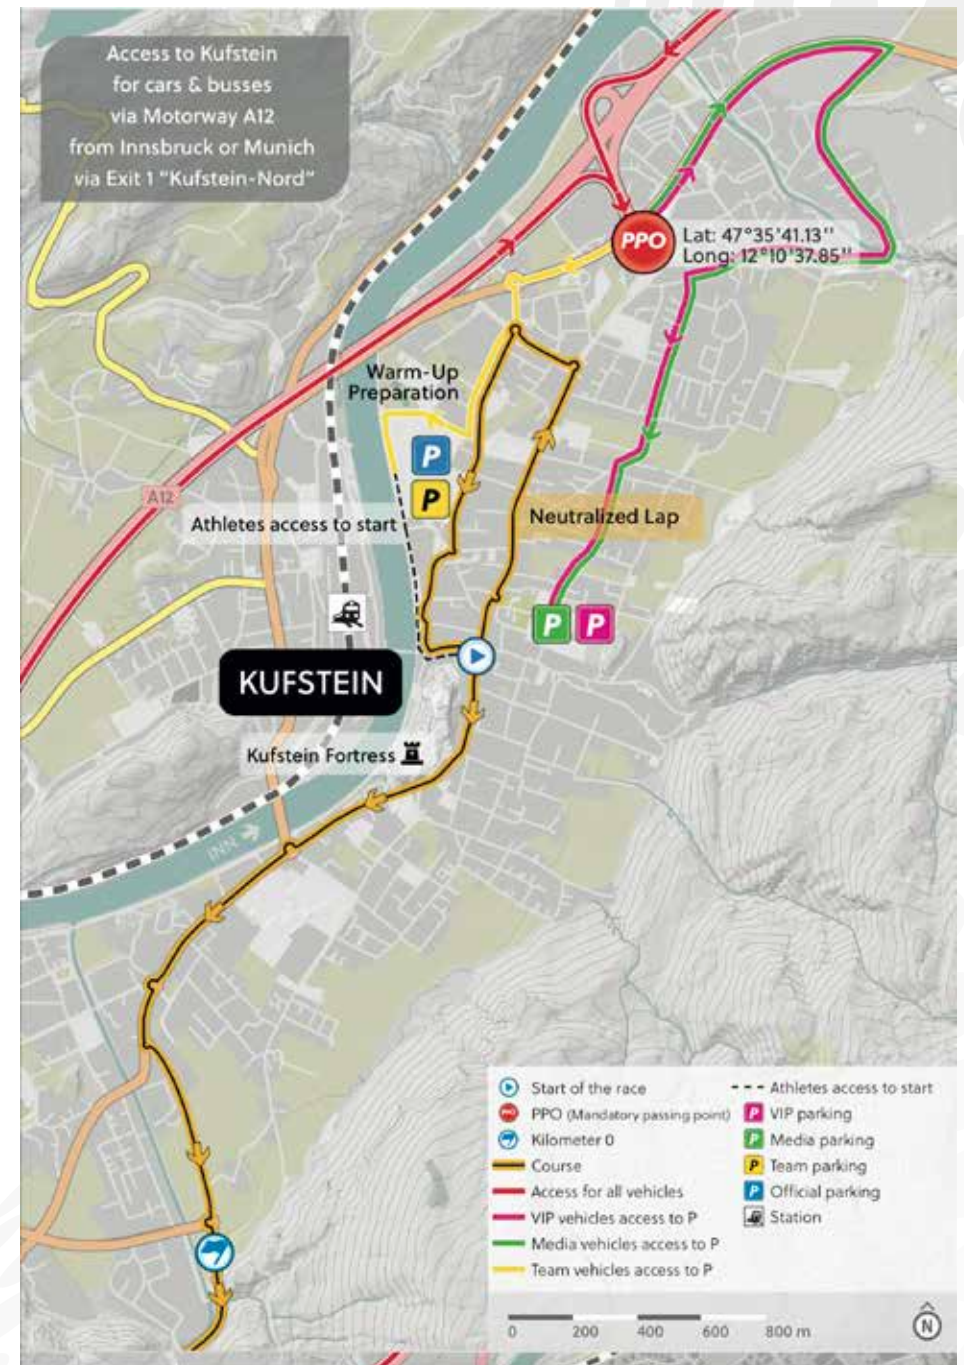 Access to Kufstein
for cars & busses
via Motorway A12
from Innsbruck or Munich
via Exit 1 "Kufstein-Nord"
PPO
Lat: 47°35'41.13''
Long: 12°10'37.85''
Warm-Up
Preparation
P
P
A12
Athletes access to start
Neutralized Lap
P P
KUFSTEIN
Kufstein Fortress
INN
Start of the race
PPO PPO (Mandatory passing point)
Kilometer 0
Course
Access for all vehicles
VIP vehicles access to P
Media vehicles access to P
Team vehicles access to P
Athletes access to start
P VIP parking
P Media parking
P Team parking
P Official parking
Station
0 200 400 600 800 m
N